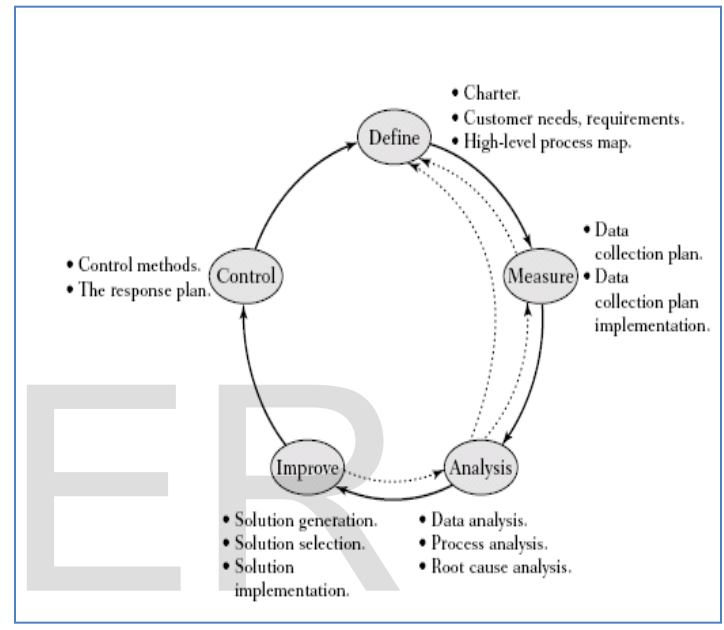 Define
• Charter.
• Customer needs, requirements.
• High-level process map.
Measure
• Data
collection plan.
• Data
collection plan
implementation.
Analysis
• Data analysis.
• Process analysis.
• Root cause analysis.
Improve
• Solution generation.
• Solution selection.
• Solution
implementation.
Control
• Control methods.
• The response plan.
ER